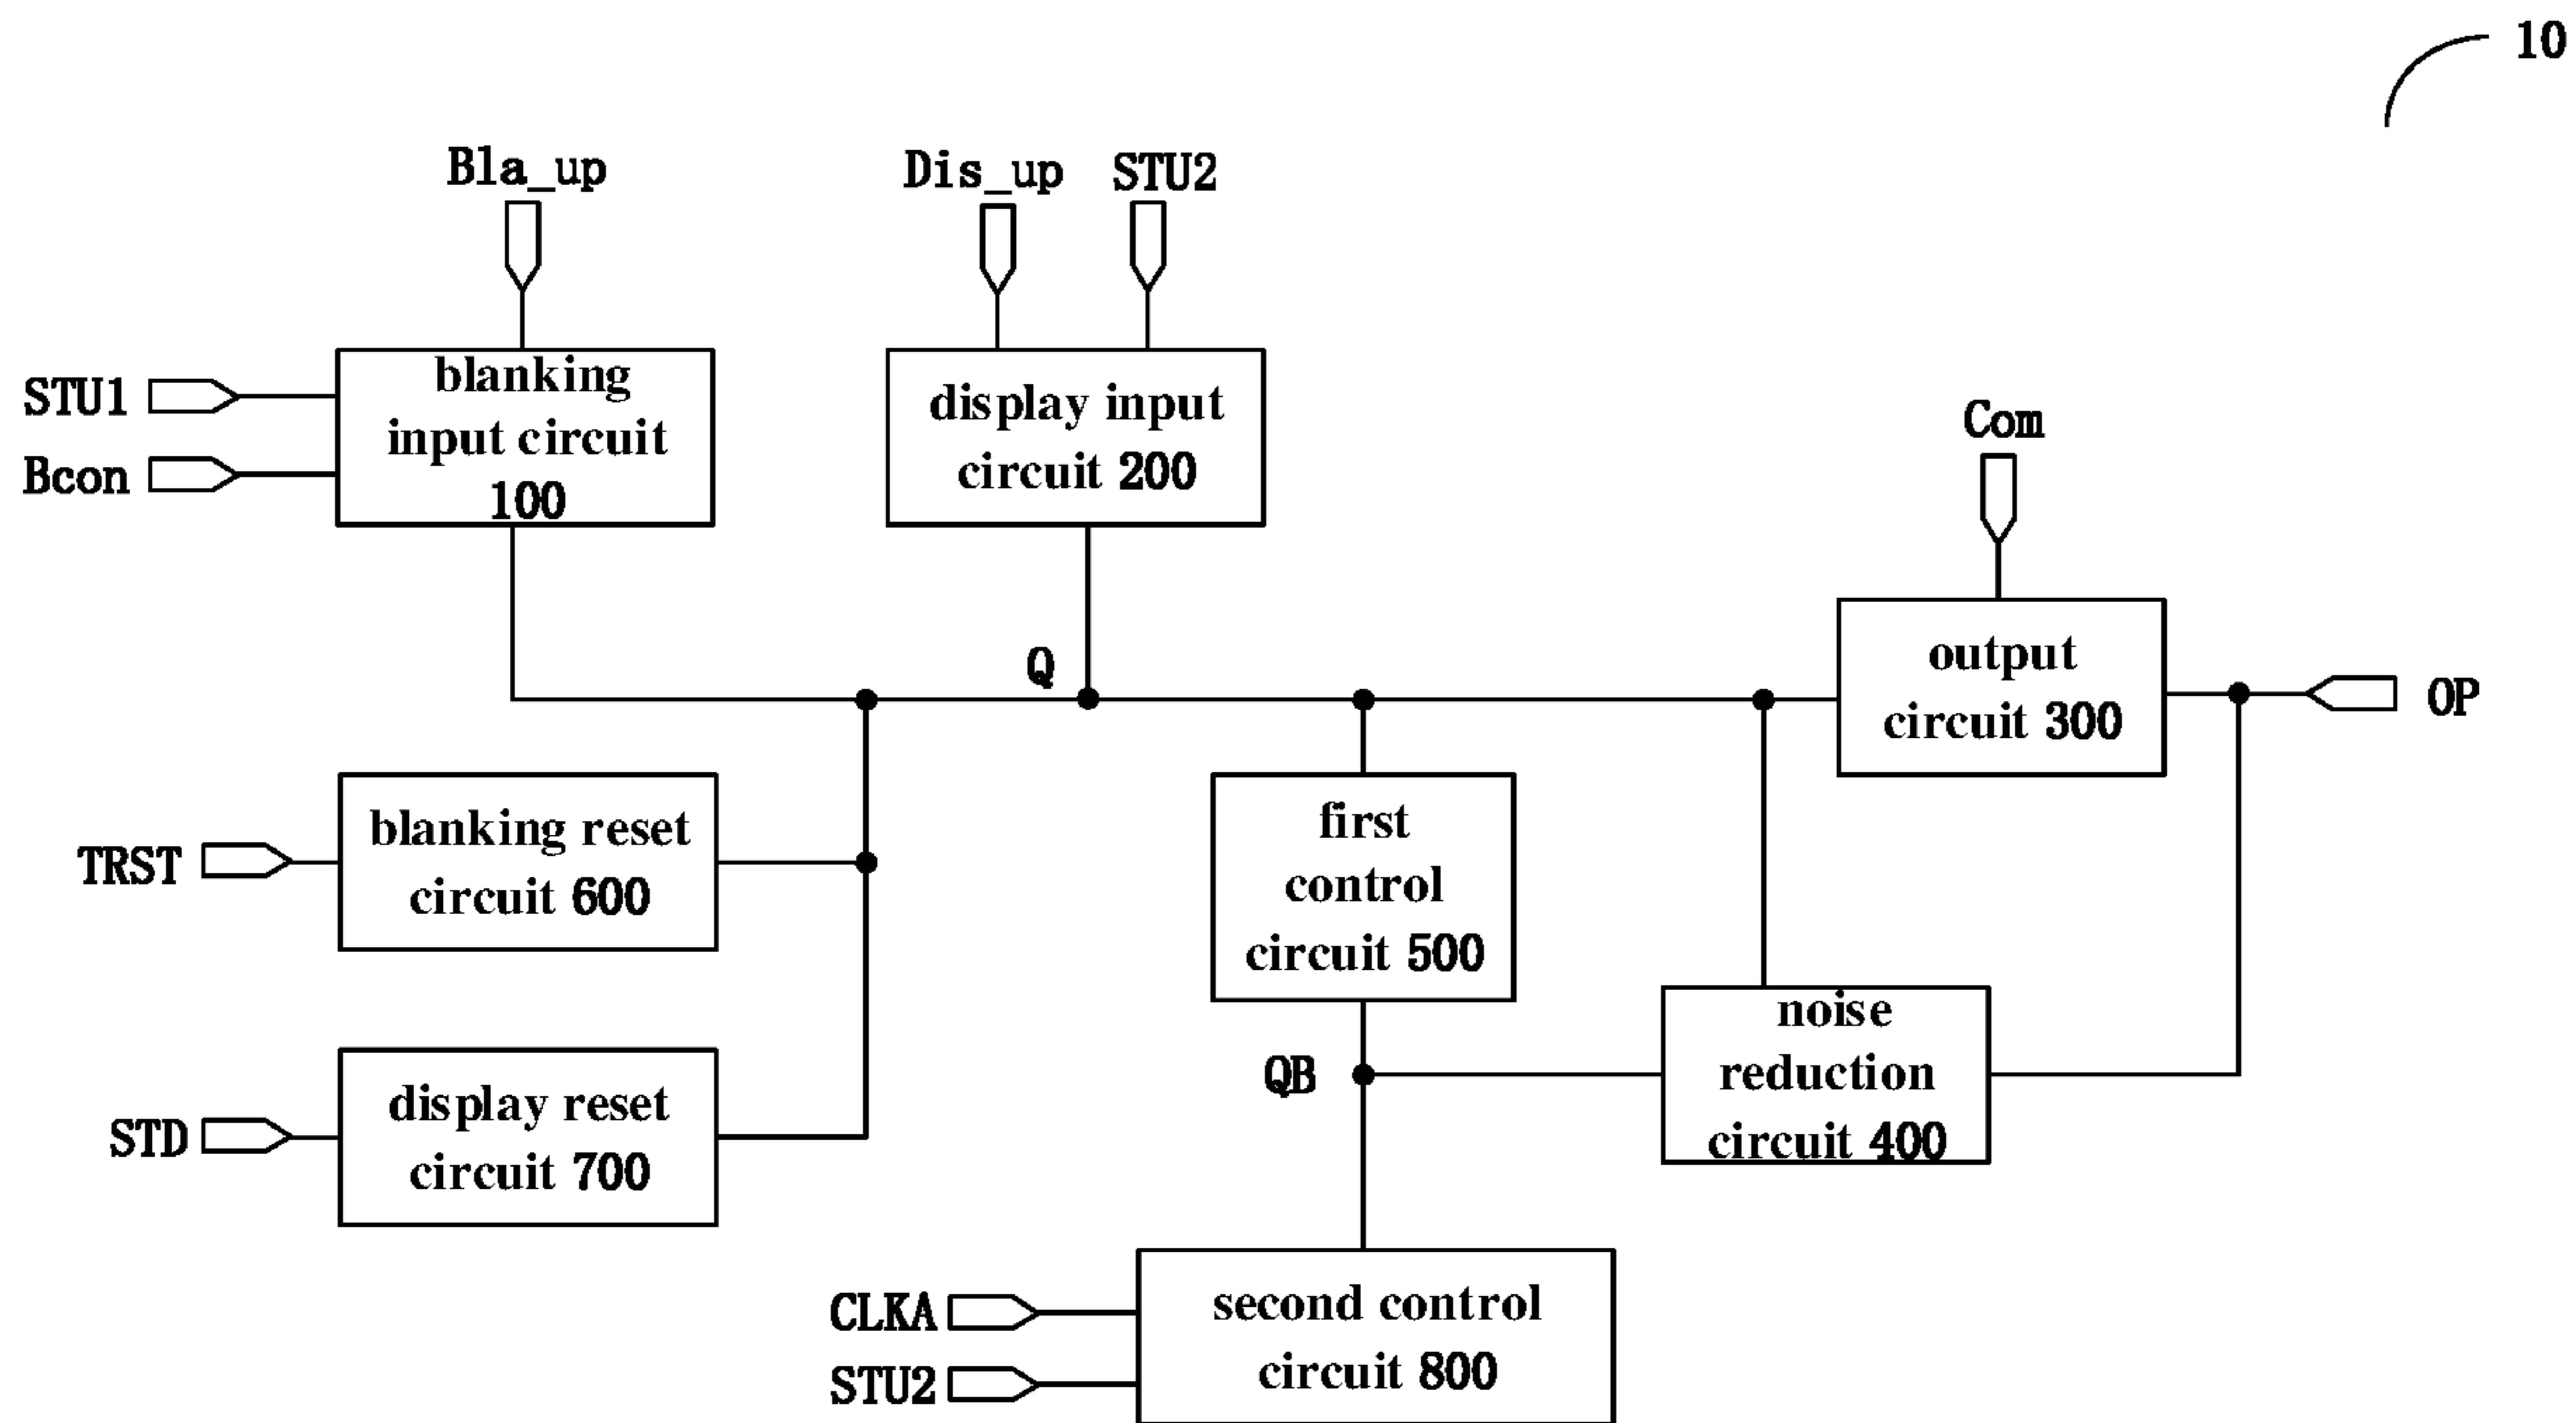 10
Bla_up
Dis_up
STU2
STU1
Bcon
blanking
input circuit
100
display input
circuit 200
Com
Q
output
circuit 300
OP
TRST
blanking reset
circuit 600
first
control
circuit 500
STD
display reset
circuit 700
QB
noise
reduction
circuit 400
CLKA
STU2
second control
circuit 800